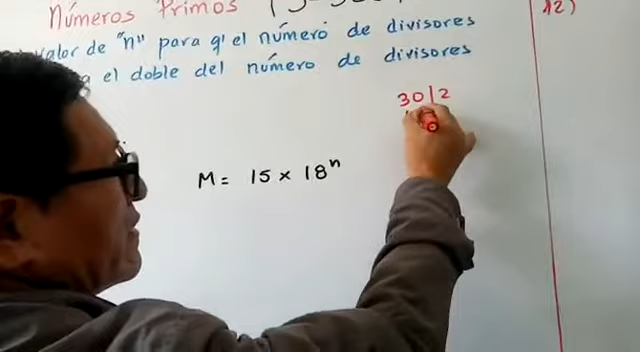 Números Primos
valor de "n" para q' el número de divisores
el doble del número de divisores
30 | 2
M = 15 × 18ⁿ
12)